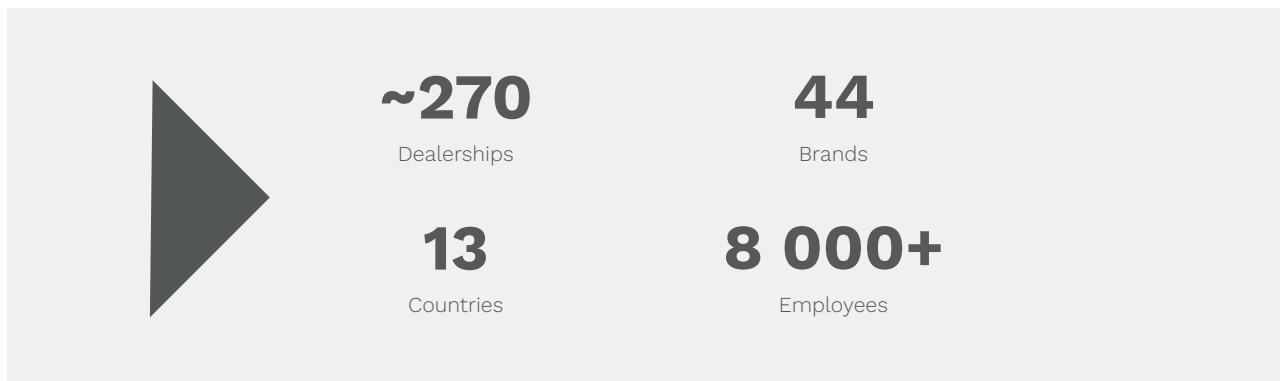 ~270
44
Dealerships
Brands
13
8 000+
Countries
Employees